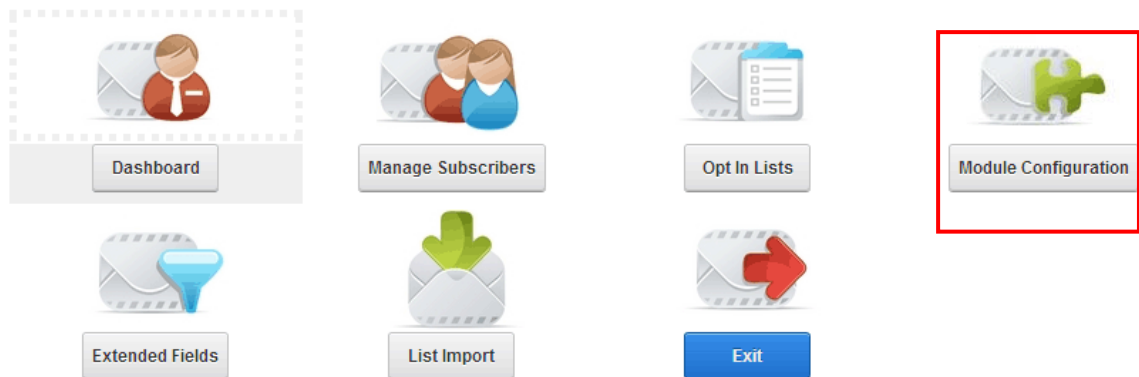 Dashboard
Manage Subscribers
Opt In Lists
Module Configuration
Extended Fields
List Import
Exit